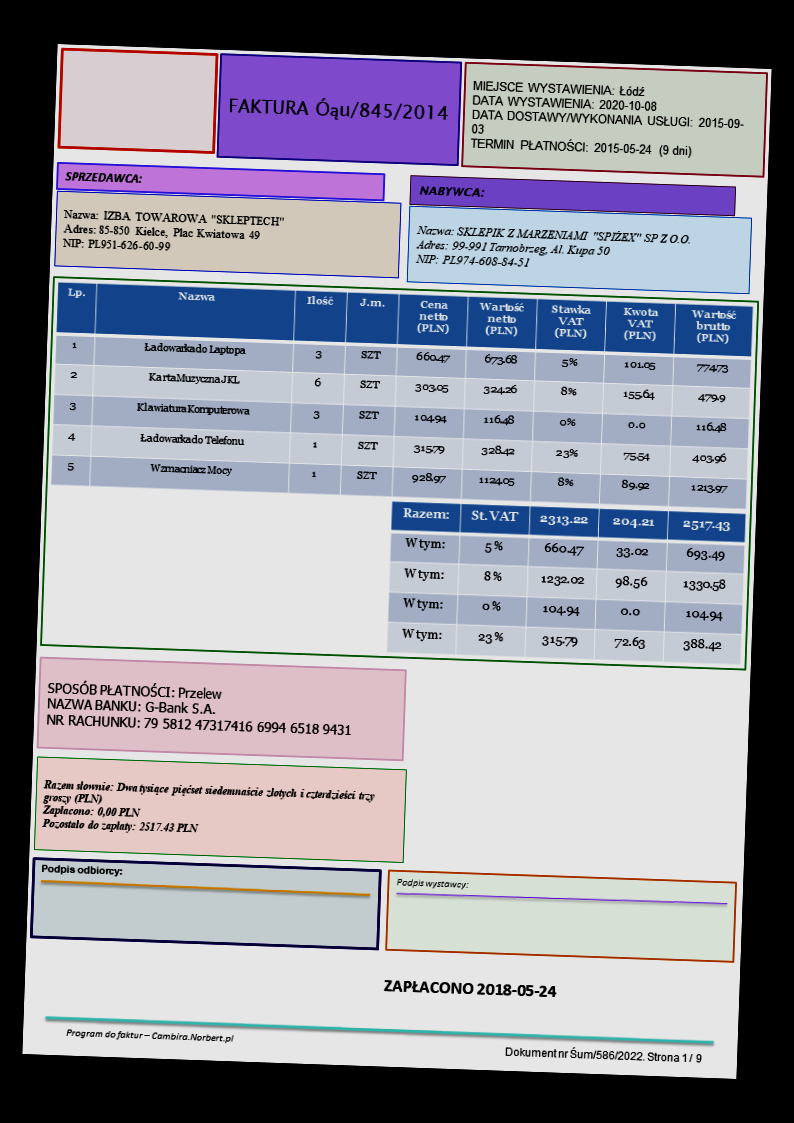 FAKTURA Óąu/845/2014
MIEJSCE WYSTAWIENIA: Łódź
DATA WYSTAWIENIA: 2020-10-08
DATA DOSTAWY/WYKONANIA USŁUGI: 2015-09-
03
TERMIN PŁATNOŚCI: 2015-05-24 (9 dni)
SPRZEDAWCA:
Nazwa: IZBA TOWAROWA "SKLEPTECH"
Adres: 85-850 Kielce, Plac Kwiatowa 49
NIP: PL951-626-60-99
NABYWCA:
Nazwa: SKLEPIK Z MARZENIAMI "SPIŻEX" SP Z O.O.
Adres: 99-991 Tarnobrzeg, Al. Kupa 50
NIP: PL974-608-84-51
Lp. Nazwa Ilość J.m. Cena netto (PLN) Wartość netto (PLN) Stawka VAT (PLN) Kwota VAT (PLN) Wartość brutto (PLN)
1 Ładowarka do Laptopa 3 SZT 660.47 673.68 5% 101.05 774.73
2 Karta Muzyczna JKL 6 SZT 303.05 324.26 8% 155.64 479.9
3 Klawiatura Komputerowa 3 SZT 104.94 116.48 0% 0.0 116.48
4 Ładowarka do Telefonu 1 SZT 315.79 328.42 23% 75.54 403.96
5 Wzmacniacz Mocy 1 SZT 928.97 1124.05 8% 89.92 1213.97
Razem: St. VAT 2313.22 204.21 2517.43
W tym: 5% 660.47 33.02 693.49
W tym: 8% 1232.02 98.56 1330.58
W tym: 0% 104.94 0.0 104.94
W tym: 23% 315.79 72.63 388.42
SPOSÓB PŁATNOŚCI: Przelew
NAZWA BANKU: G-Bank S.A.
NR RACHUNKU: 79 5812 47317416 6994 6518 9431
Razem słownie: Dwa tysiące pięćset siedemnaście złotych i czterdzieści trzy
groszy (PLN)
Zapłacono: 0,00 PLN
Pozostało do zapłaty: 2517.43 PLN
Podpis odbiorcy:
Podpis wystawcy:
ZAPŁACONO 2018-05-24
Program do faktur – Cambira.Norbert.pl
Dokument nr Śum/586/2022. Strona 1 / 9